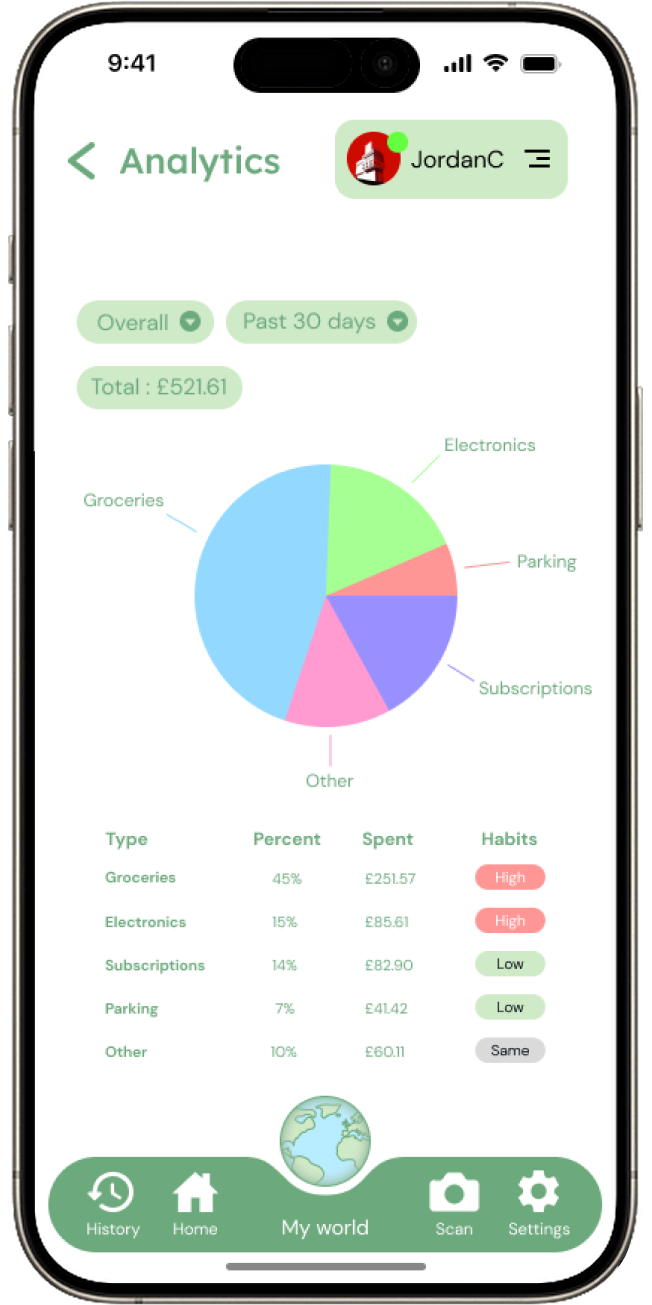 9:41
Analytics
JordanC
Overall
Past 30 days
Total : £521.61
Electronics
Groceries
Parking
Subscriptions
Other
Type Percent Spent Habits
Groceries 45% £251.57 High
Electronics 15% £85.61 High
Subscriptions 14% £82.90 Low
Parking 7% £41.42 Low
Other 10% £60.11 Same
History Home My world Scan Settings